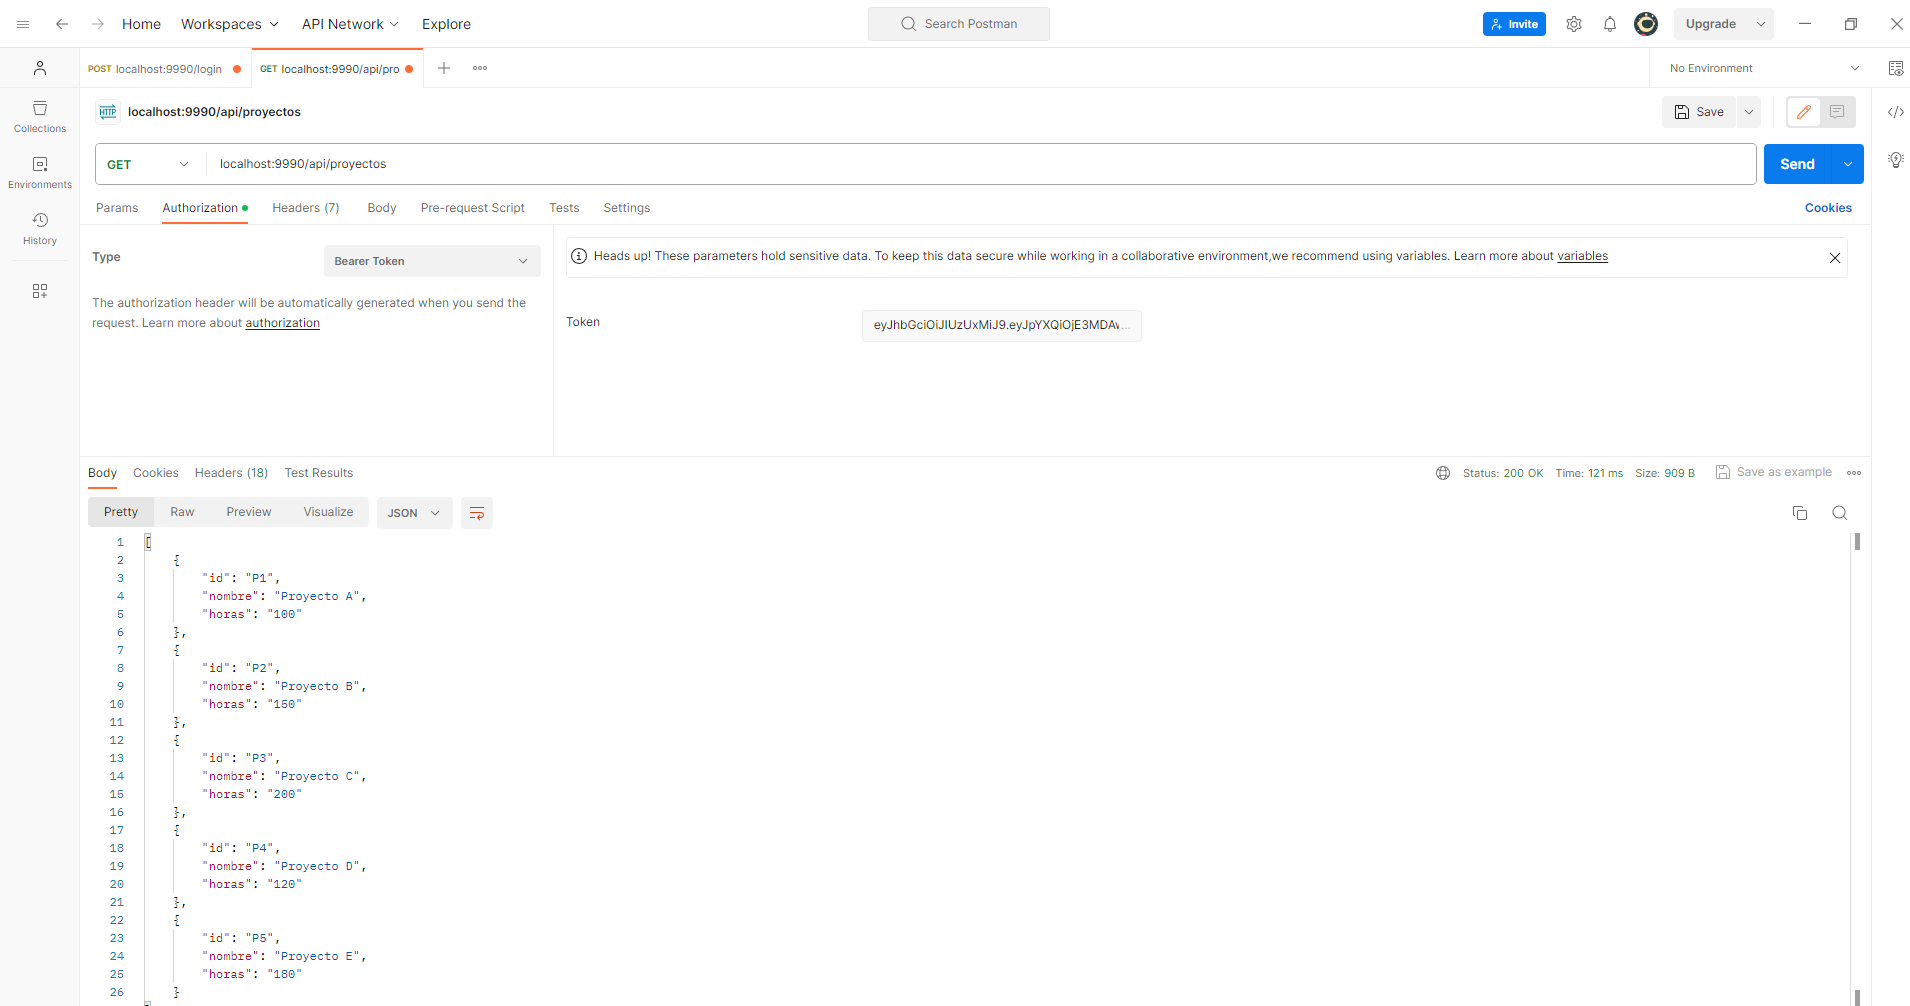 Home Workspaces API Network Explore Search Postman Invite Upgrade
POST localhost:9990/login GET localhost:9990/api/pro No Environment
HTTP localhost:9990/api/proyectos Save
Collections
Environments
History
GET localhost:9990/api/proyectos Send
Params Authorization Headers (7) Body Pre-request Script Tests Settings Cookies
Type Bearer Token
The authorization header will be automatically generated when you send the
request. Learn more about authorization
Heads up! These parameters hold sensitive data. To keep this data secure while working in a collaborative environment,we recommend using variables. Learn more about variables
Token eyJhbGciOiJIUzUxMiJ9.eyJpYXQiOjE3MDAw...
Body Cookies Headers (18) Test Results Status: 200 OK Time: 121 ms Size: 909 B Save as example
Pretty Raw Preview Visualize JSON
1 [
2 {
3 "id": "P1",
4 "nombre": "Proyecto A",
5 "horas": "100"
6 },
7 {
8 "id": "P2",
9 "nombre": "Proyecto B",
10 "horas": "150"
11 },
12 {
13 "id": "P3",
14 "nombre": "Proyecto C",
15 "horas": "200"
16 },
17 {
18 "id": "P4",
19 "nombre": "Proyecto D",
20 "horas": "120"
21 },
22 {
23 "id": "P5",
24 "nombre": "Proyecto E",
25 "horas": "180"
26 }